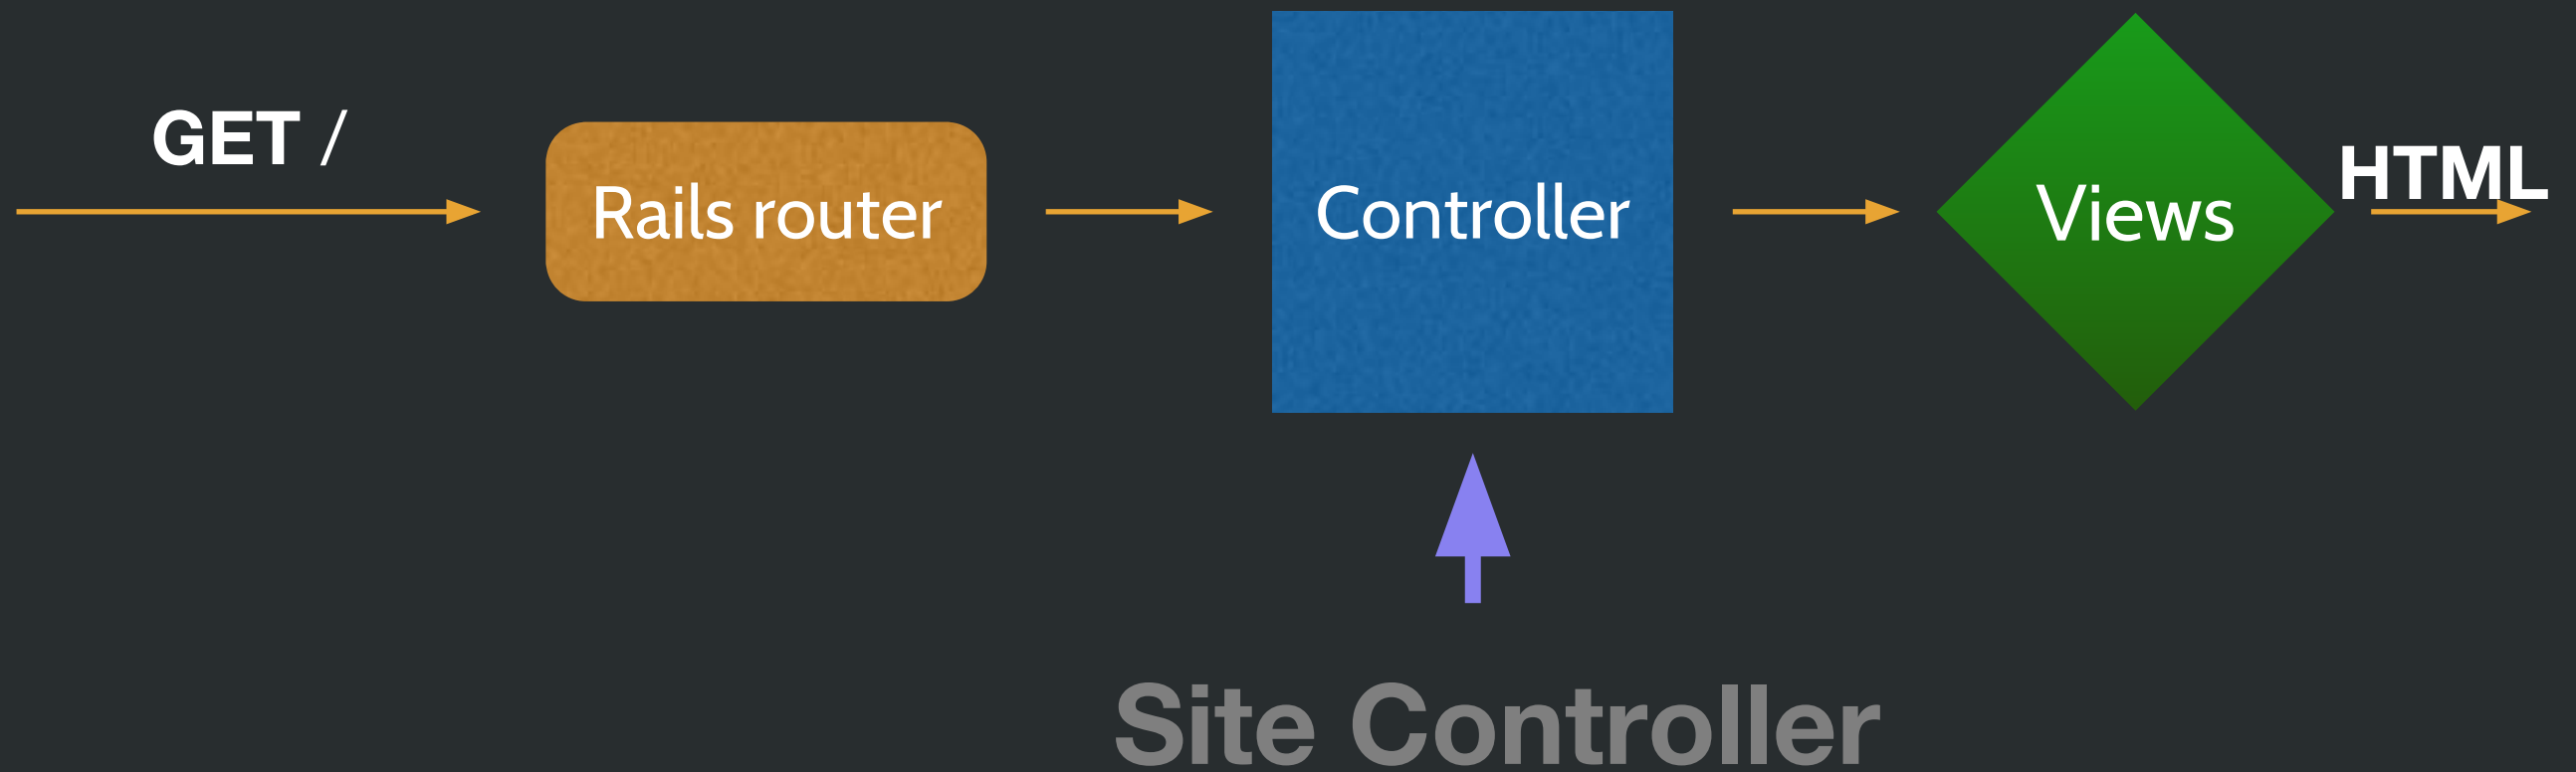 GET /
Rails router
Controller
Views
HTML
Site Controller